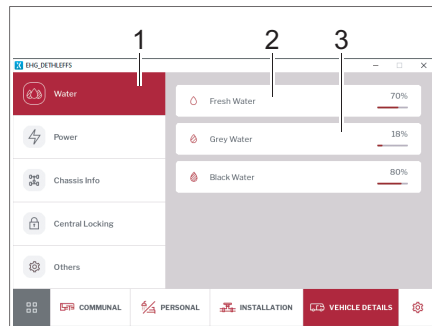 1 2 3
EHG_DETHLEFFS
Water
Fresh Water 70%
Power
Grey Water 18%
Chassis Info
Black Water 80%
Central Locking
Others
COMMUNAL PERSONAL INSTALLATION VEHICLE DETAILS